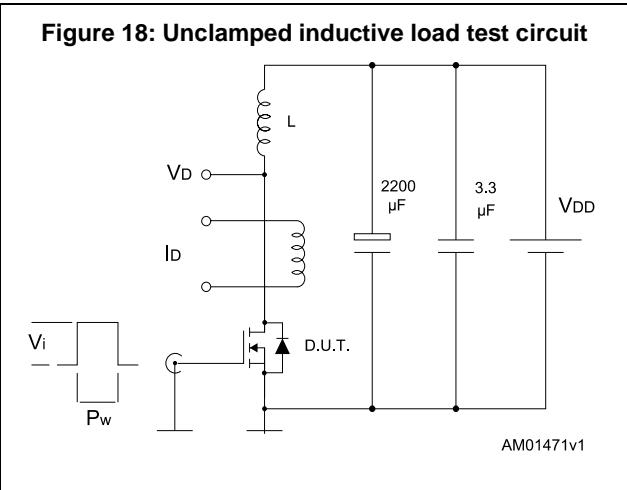 Figure 18: Unclamped inductive load test circuit
L
VD
2200
µF
3.3
µF
VDD
ID
Vi
D.U.T.
Pw
AM01471v1